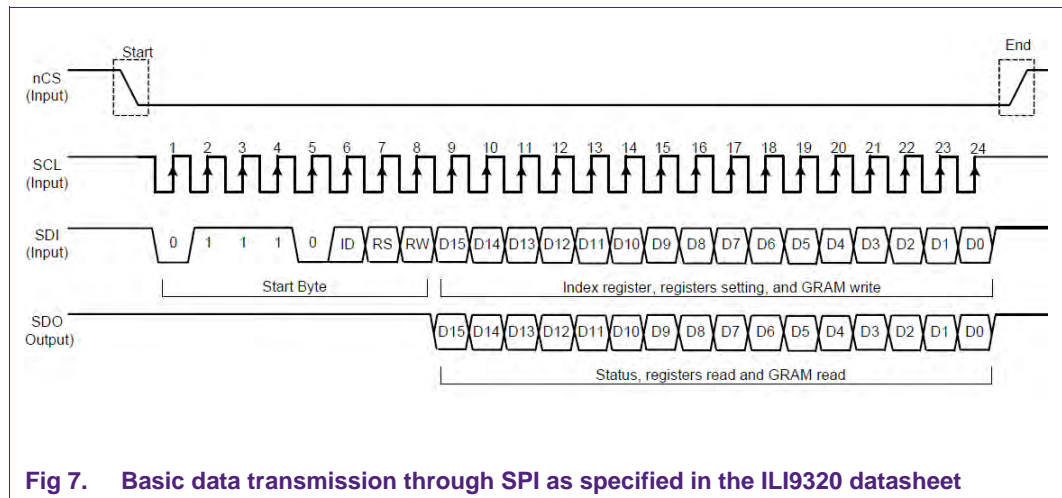 Start
End
nCS
(Input)
1 2 3 4 5 6 7 8 9 10 11 12 13 14 15 16 17 18 19 20 21 22 23 24
SCL
(Input)
SDI
(Input)
0 1 1 1 0 ID RS RW D15 D14 D13 D12 D11 D10 D9 D8 D7 D6 D5 D4 D3 D2 D1 D0
Start Byte
Index register, registers setting, and GRAM write
SDO
Output)
D15 D14 D13 D12 D11 D10 D9 D8 D7 D6 D5 D4 D3 D2 D1 D0
Status, registers read and GRAM read
Fig 7. Basic data transmission through SPI as specified in the ILI9320 datasheet